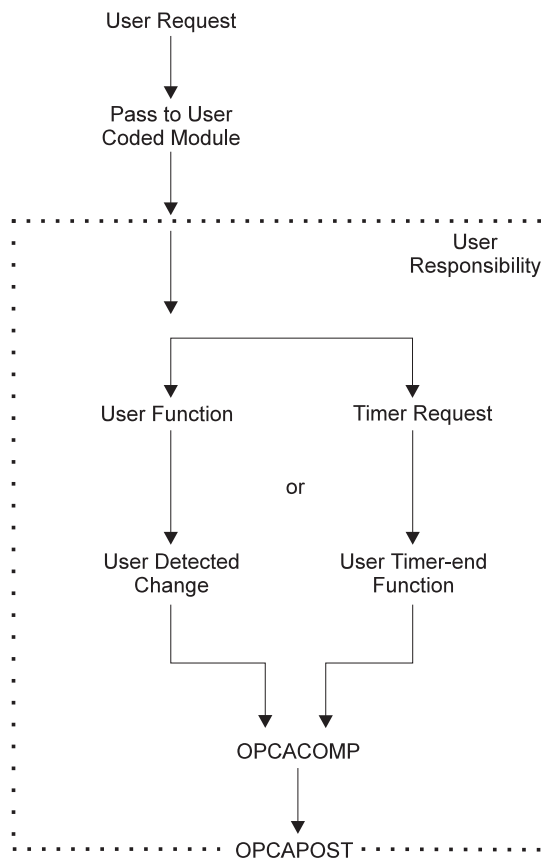 User Request
Pass to User
Coded Module
User
Responsibility
User Function
Timer Request
or
User Detected
Change
User Timer-end
Function
OPCACOMP
OPCAPOST